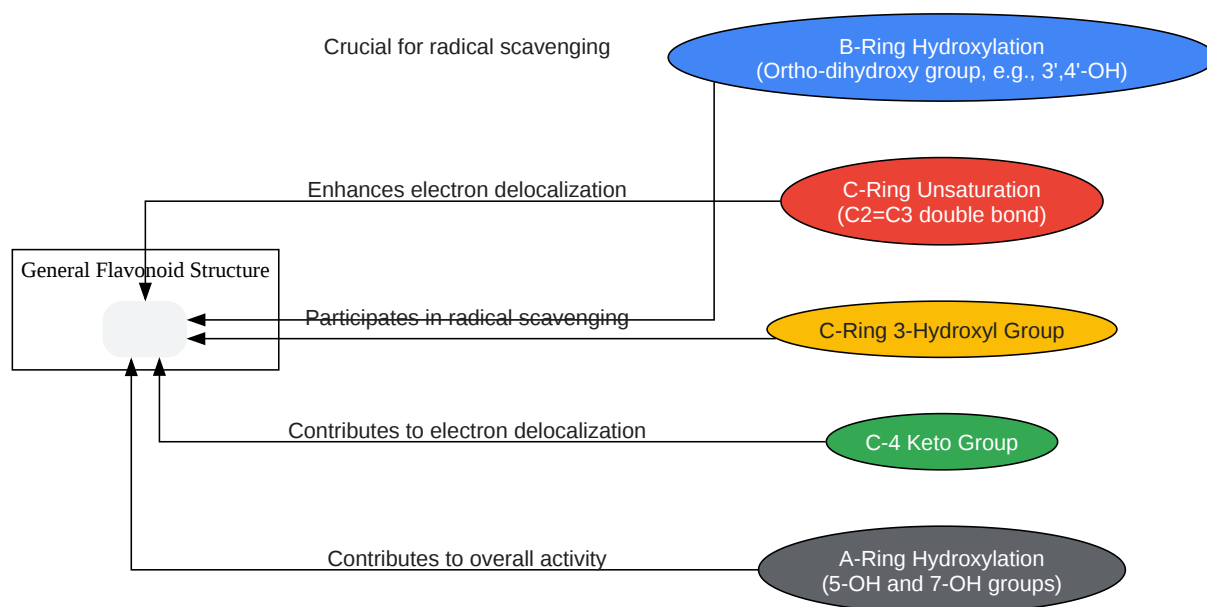 Crucial for radical scavenging
B-Ring Hydroxylation
(Ortho-dihydroxy group, e.g., 3',4'-OH)
Enhances electron delocalization
C-Ring Unsaturation
(C2=C3 double bond)
General Flavonoid Structure
Participates in radical scavenging
C-Ring 3-Hydroxyl Group
Contributes to electron delocalization
C-4 Keto Group
Contributes to overall activity
A-Ring Hydroxylation
(5-OH and 7-OH groups)